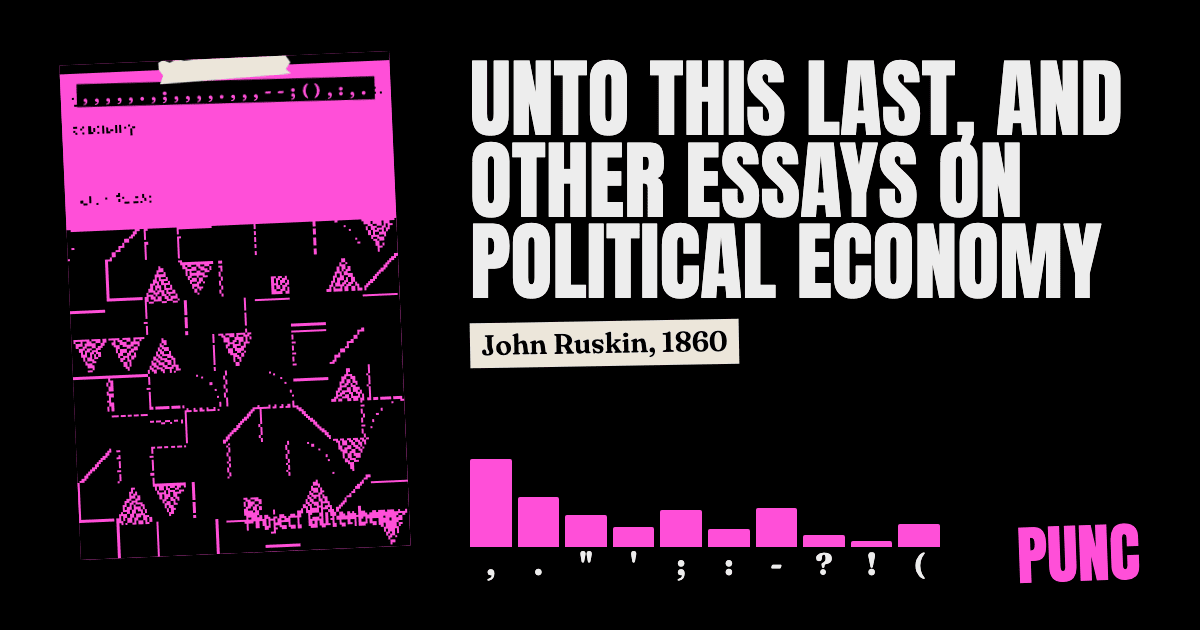 UNTO THIS LAST, AND
OTHER ESSAYS ON
POLITICAL ECONOMY
John Ruskin, 1860
, . " ' ; : - ? ! (
PUNC
Project Gutenberg